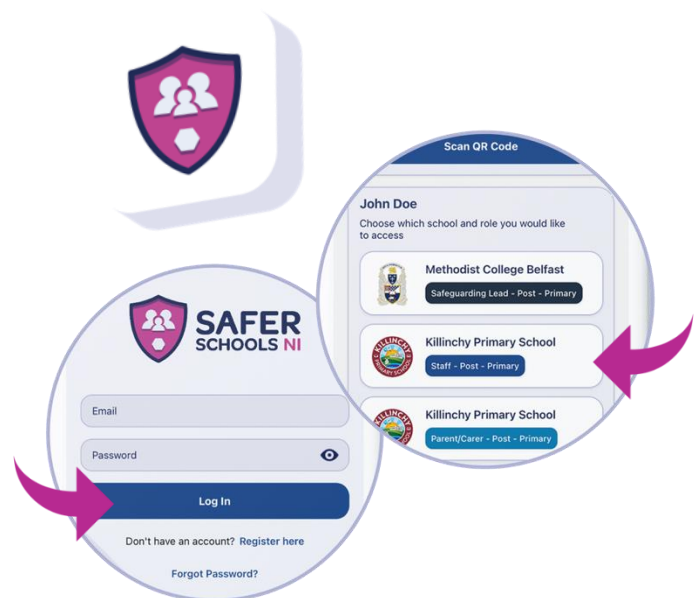 Scan QR Code
John Doe
Choose which school and role you would like
to access
Methodist College Belfast
Safeguarding Lead - Post - Primary
Killinchy Primary School
Staff - Post - Primary
Killinchy Primary School
Parent/Carer - Post - Primary
SAFER
SCHOOLS NI
Email
Password
Log In
Don't have an account? Register here
Forgot Password?